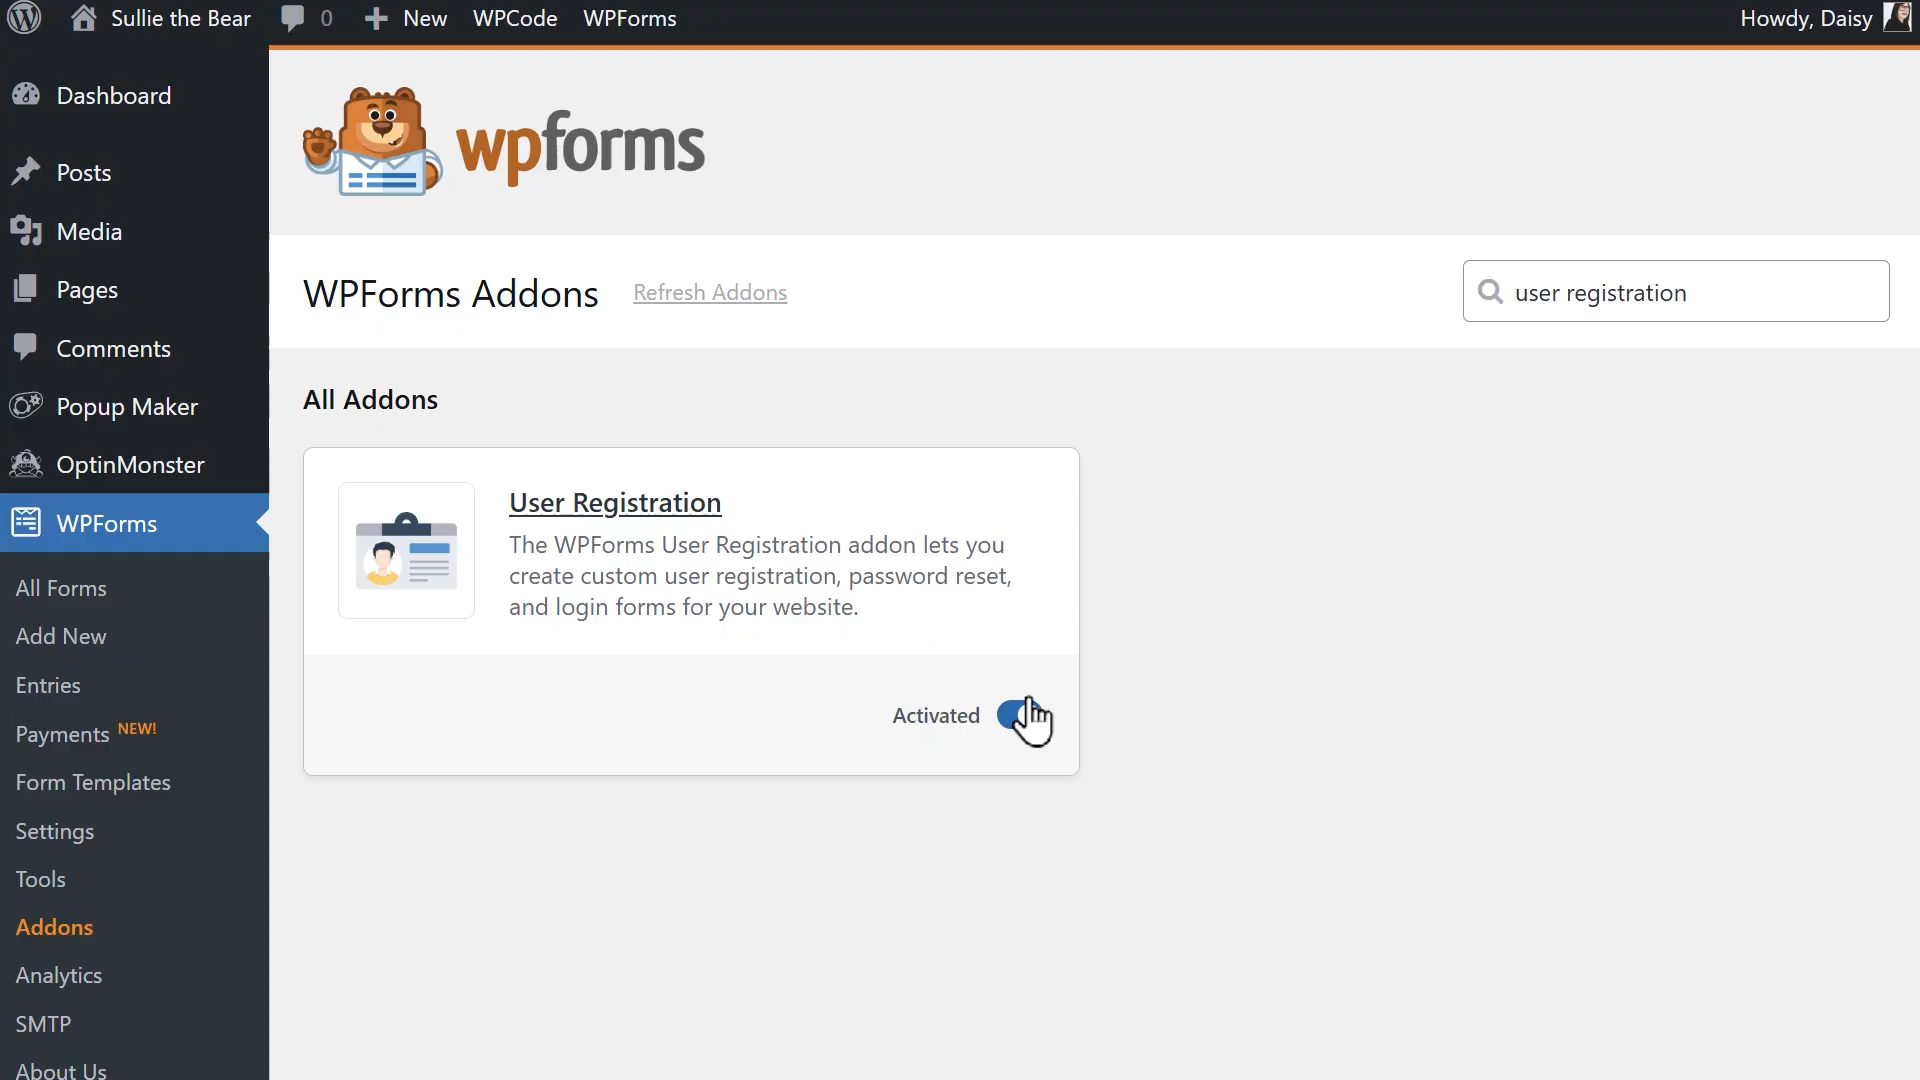 Sullie the Bear
0
New
WPCode
WPForms
Howdy, Daisy
Dashboard
Posts
Media
Pages
Comments
Popup Maker
OptinMonster
WPForms
All Forms
Add New
Entries
Payments NEW!
Form Templates
Settings
Tools
Addons
Analytics
SMTP
About Us
wpforms
WPForms Addons
Refresh Addons
user registration
All Addons
User Registration
The WPForms User Registration addon lets you
create custom user registration, password reset,
and login forms for your website.
Activated